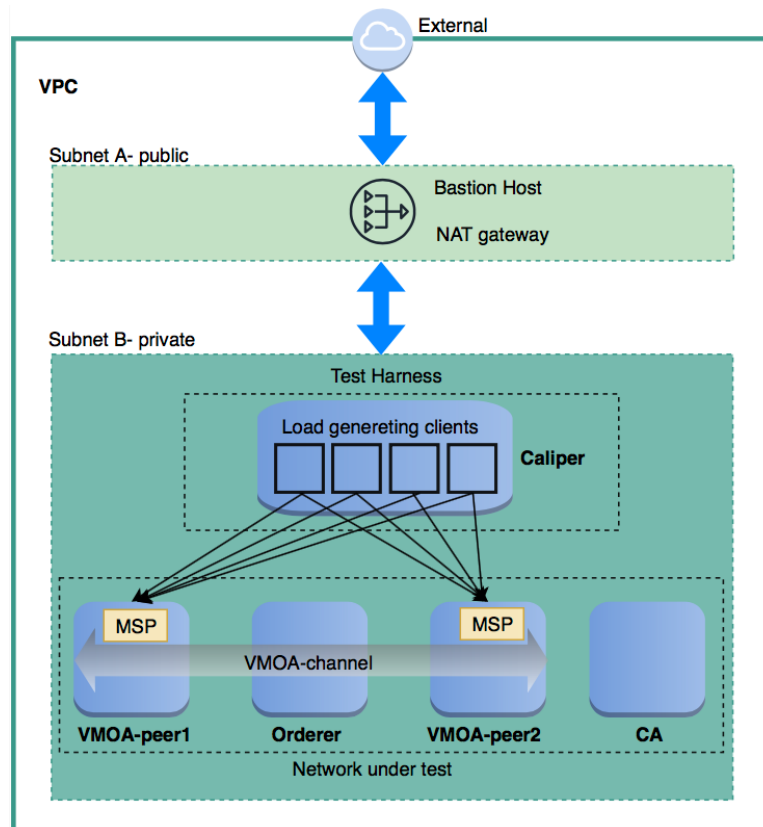 External
VPC
Subnet A- public
Bastion Host
NAT gateway
Subnet B- private
Test Harness
Load genereting clients
Caliper
MSP
MSP
VMOA-channel
VMOA-peer1
Orderer
VMOA-peer2
CA
Network under test